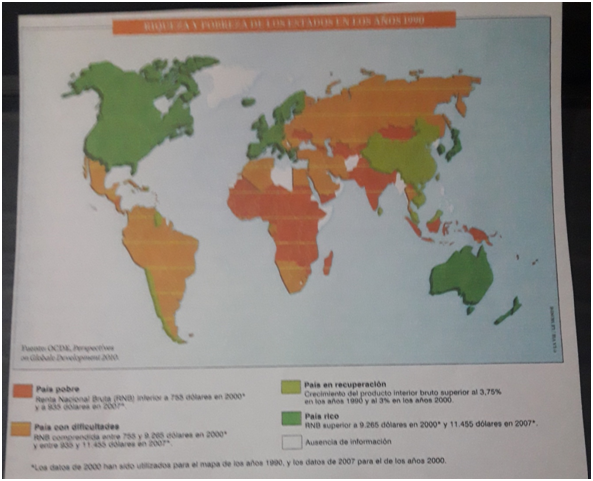 RIQUEZA Y POBREZA DE LOS ESTADOS EN LOS AÑOS 1990
Fuente: OCDE, Perspectives
on Globale Development 2010.
País pobre
Renta Nacional Bruta (RNB) inferior a 755 dólares en 2000*
y a 935 dólares en 2007*.
País con dificultades
RNB comprendida entre 755 y 9.265 dólares en 2000*
y entre 935 y 11.455 dólares en 2007*.
País en recuperación
Crecimiento del producto interior bruto superior al 3,75%
en los años 1990 y al 3% en los años 2000.
País rico
RNB superior a 9.265 dólares en 2000* y 11.455 dólares en 2007*.
Ausencia de información
*Los datos de 2000 han sido utilizados para el mapa de los años 1990, y los datos de 2007 para el de los años 2000.